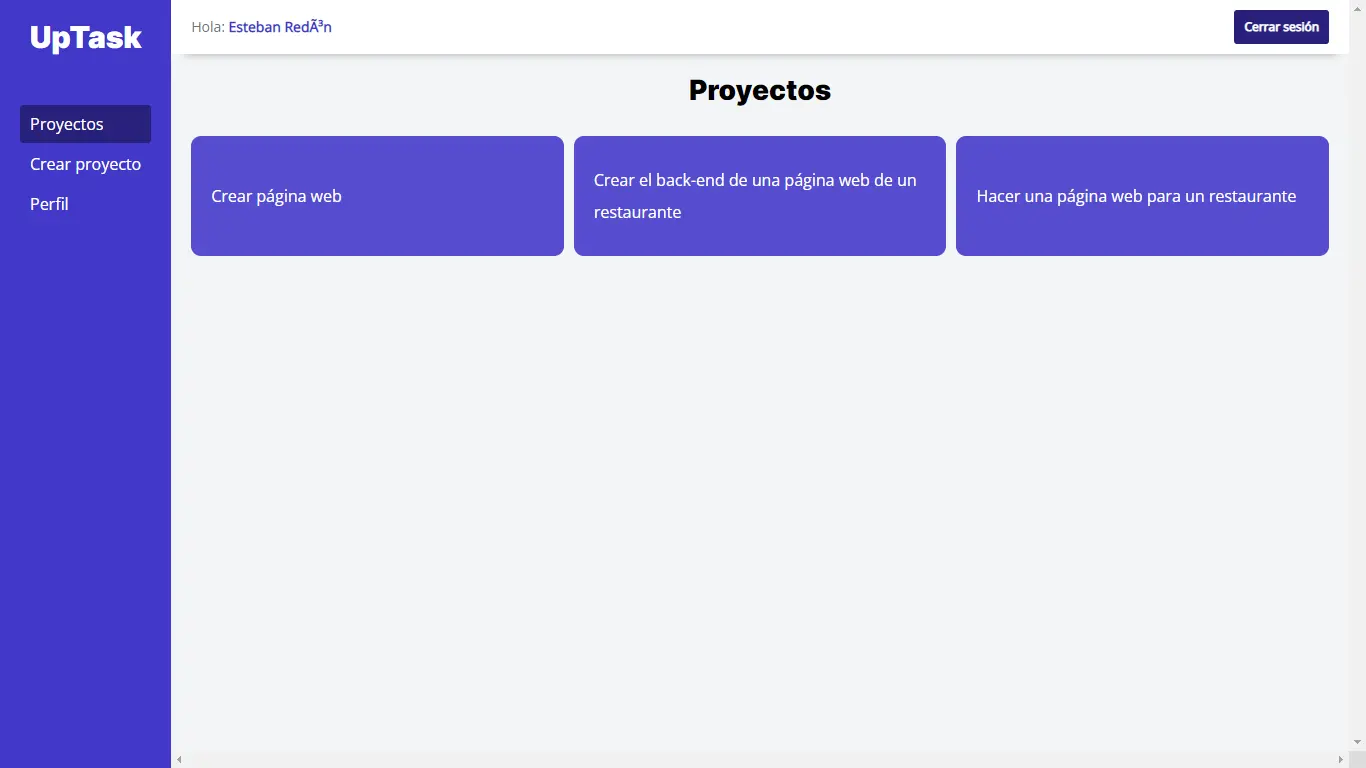 UpTask
Hola: Esteban RedÃ³n
Cerrar sesión
Proyectos
Crear proyecto
Perfil
Proyectos
Crear página web
Crear el back-end de una página web de un
restaurante
Hacer una página web para un restaurante